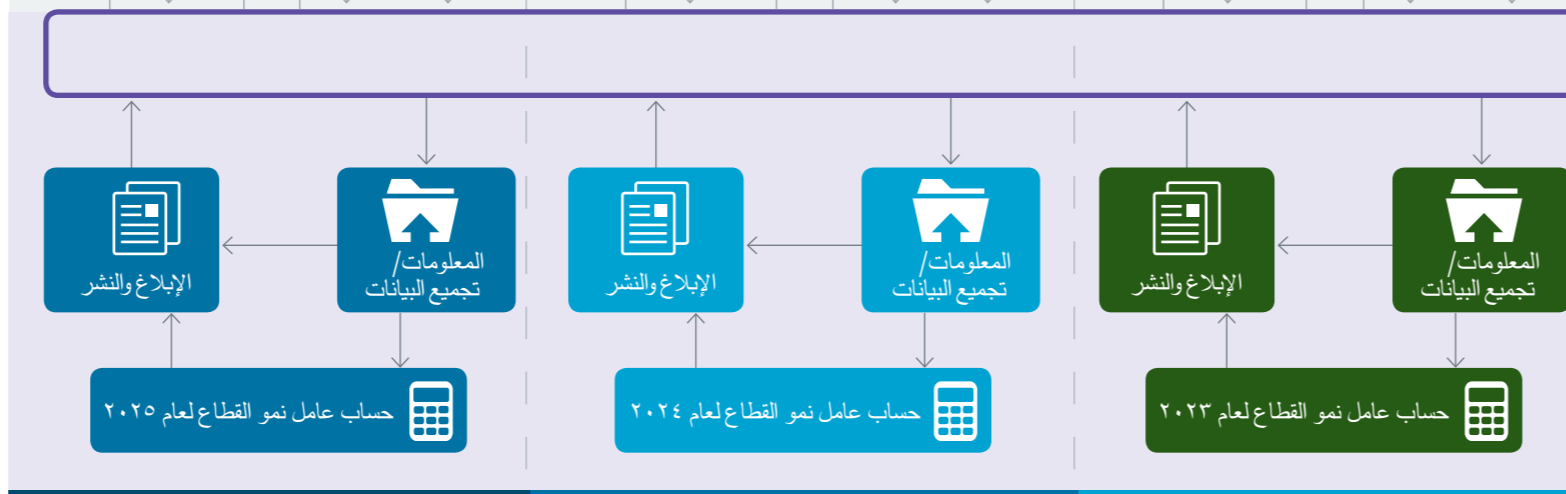 المعلومات/
تجميع البيانات
الإبلاغ والنشر
حساب عامل نمو القطاع لعام ٢٠٢٣
المعلومات/
تجميع البيانات
الإبلاغ والنشر
حساب عامل نمو القطاع لعام ٢٠٢٤
المعلومات/
تجميع البيانات
الإبلاغ والنشر
حساب عامل نمو القطاع لعام ٢٠٢٥